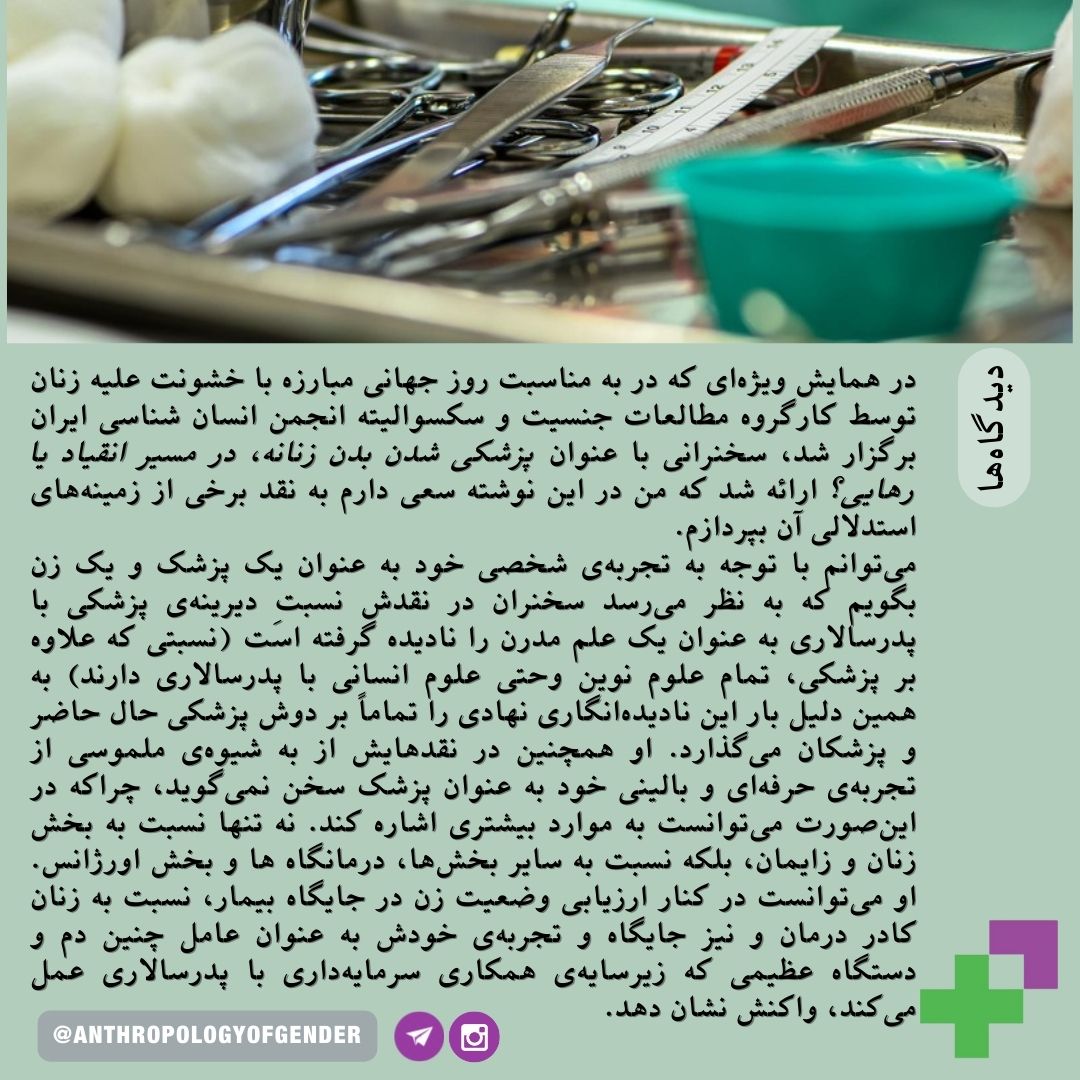 14
13
12
11
10
9
5
4
دیدگاه‌ها
در همایش ویژه‌ای که در به مناسبت روز جهانی مبارزه با خشونت علیه زنان
توسط کارگروه مطالعات جنسیت و سکسوالیته انجمن انسان شناسی ایران
برگزار شد، سخنرانی با عنوان پزشکی شدن بدن زنانه، در مسیر انقیاد یا
رهایی؟ ارائه شد که من در این نوشته سعی دارم به نقد برخی از زمینه‌های
استدلالی آن بپردازم.
می‌توانم با توجه به تجربه‌ی شخصی خود به عنوان یک پزشک و یک زن
بگویم که به نظر می‌رسد سخنران در نقدش نسبتِ دیرینه‌ی پزشکی با
پدرسالاری به عنوان یک علم مدرن را نادیده گرفته است (نسبتی که علاوه
بر پزشکی، تمام علوم نوین وحتی علوم انسانی با پدرسالاری دارند) به
همین دلیل بار این نادیده‌انگاری نهادی را تماماً بر دوش پزشکی حال حاضر
و پزشکان می‌گذارد. او همچنین در نقدهایش از به شیوه‌ی ملموسی از
تجربه‌ی حرفه‌ای و بالینی خود به عنوان پزشک سخن نمی‌گوید، چراکه در
این‌صورت می‌توانست به موارد بیشتری اشاره کند. نه تنها نسبت به بخش
زنان و زایمان، بلکه نسبت به سایر بخش‌ها، درمانگاه ها و بخش اورژانس.
او می‌توانست در کنار ارزیابی وضعیت زن در جایگاه بیمار، نسبت به زنان
کادر درمان و نیز جایگاه و تجربه‌ی خودش به عنوان عامل چنین دم و
دستگاه عظیمی که زیرسایه‌ی همکاری سرمایه‌داری با پدرسالاری عمل
می‌کند، واکنش نشان دهد.
@ANTHROPOLOGYOFGENDER